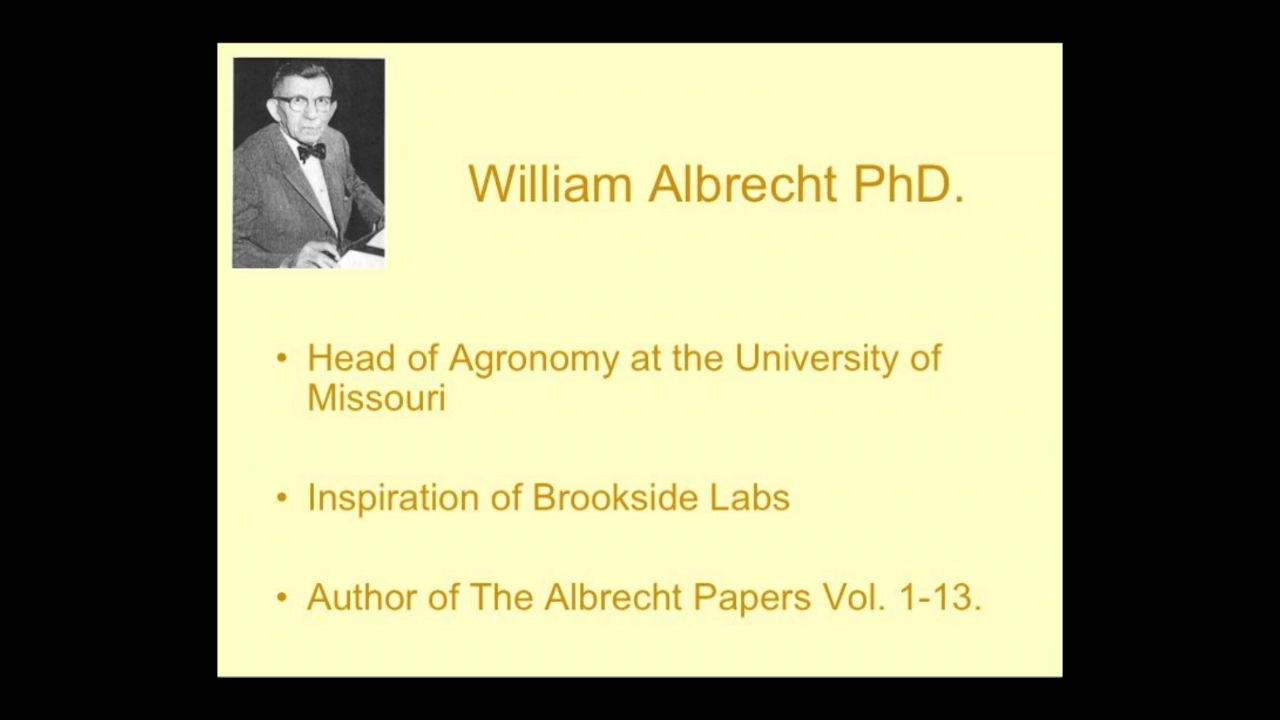 William Albrecht PhD.
• Head of Agronomy at the University of
Missouri
• Inspiration of Brookside Labs
• Author of The Albrecht Papers Vol. 1-13.